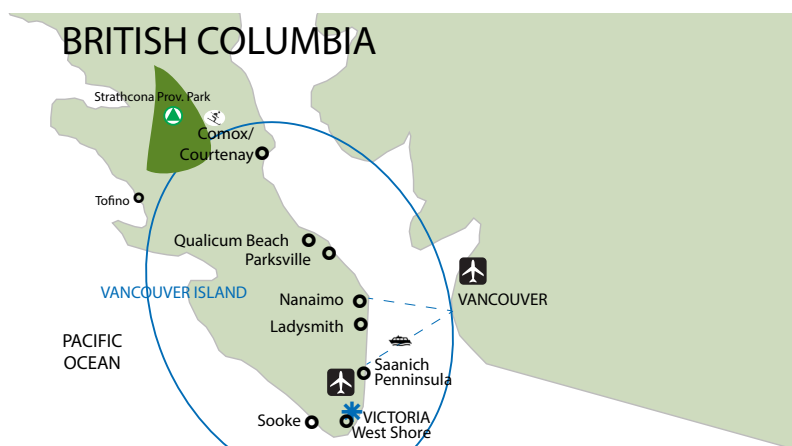 BRITISH COLUMBIA
Strathcona Prov. Park
Comox/
Courtenay
Tofino
Qualicum Beach
Parksville
VANCOUVER ISLAND
Nanaimo
VANCOUVER
Ladysmith
PACIFIC
OCEAN
Saanich
Penninsula
Sooke
VICTORIA
West Shore